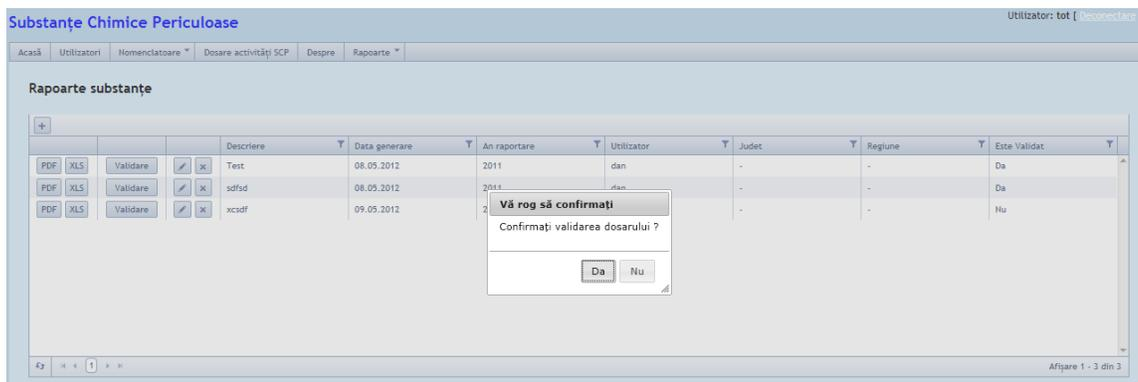 Substanțe Chimice Periculoase
Utilizator: tot [ Deconectare
Acasă Utilizatori Nomenclatoare Dosare activități SCP Despre Rapoarte
Rapoarte substanțe
+
Descriere Data generare An raportare Utilizator Judet Regiune Este Validat
PDF XLS Validare Test 08.05.2012 2011 dan - - Da
PDF XLS Validare sdfsd 08.05.2012 2011 dan - - Da
PDF XLS Validare xcsdf 09.05.2012 - - Nu
Vă rog să confirmați
Confirmați validarea dosarului ?
Da Nu
1 Afișare 1 - 3 din 3